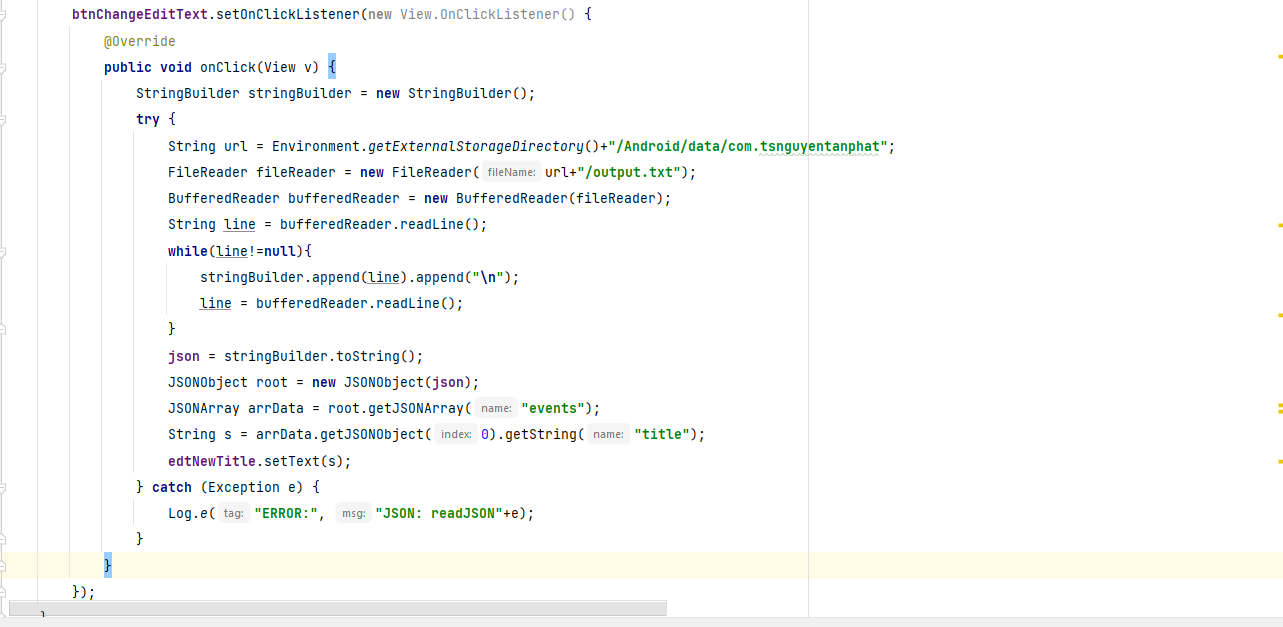 btnChangeEditText.setOnClickListener(new View.OnClickListener() {
@Override
public void onClick(View v) {
StringBuilder stringBuilder = new StringBuilder();
try {
String url = Environment.getExternalStorageDirectory()+"/Android/data/com.tsnguyentanphat";
FileReader fileReader = new FileReader( fileName: url+"/output.txt");
BufferedReader bufferedReader = new BufferedReader(fileReader);
String line = bufferedReader.readLine();
while(line!=null){
stringBuilder.append(line).append("\n");
line = bufferedReader.readLine();
}
json = stringBuilder.toString();
JSONObject root = new JSONObject(json);
JSONArray arrData = root.getJSONArray( name: "events");
String s = arrData.getJSONObject( index: 0).getString( name: "title");
edtNewTitle.setText(s);
} catch (Exception e) {
Log.e( tag: "ERROR:", msg: "JSON: readJSON"+e);
}
}
});
}